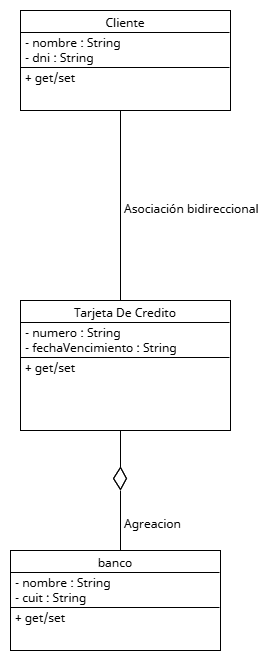 Cliente
- nombre : String
- dni : String
+ get/set
Asociación bidireccional
Tarjeta De Credito
- numero : String
- fechaVencimiento : String
+ get/set
Agreacion
banco
- nombre : String
- cuit : String
+ get/set